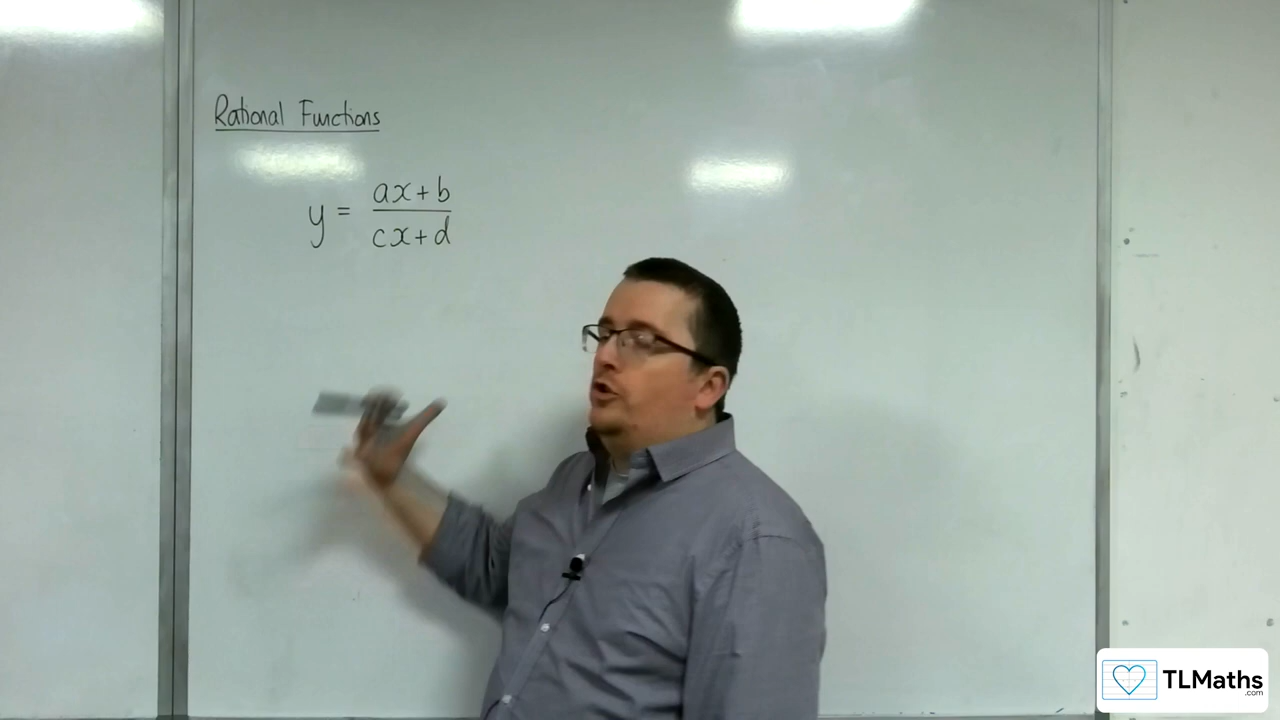 Rational Functions
y = ax+b
cx+d
TLMaths
.com